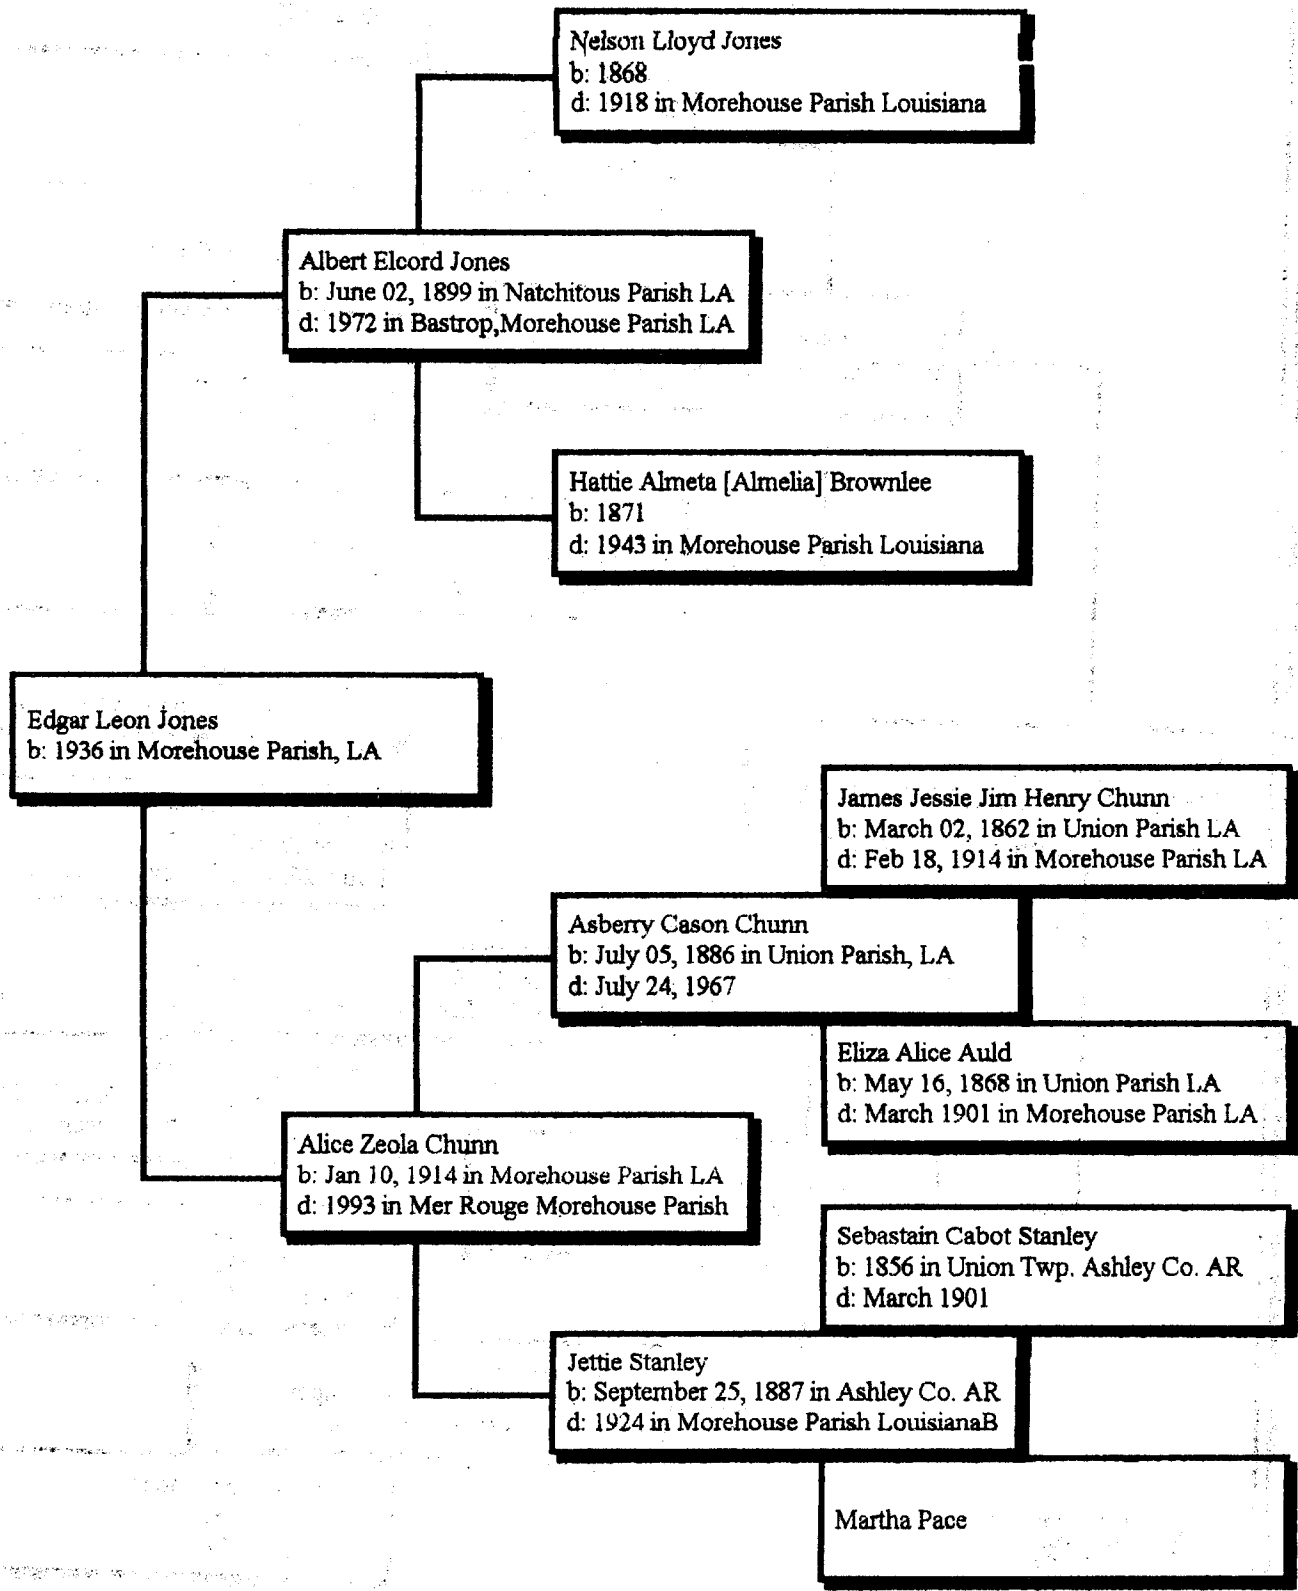 Nelson Lloyd Jones
b: 1868
d: 1918 in Morehouse Parish Louisiana
Albert Elcord Jones
b: June 02, 1899 in Natchitous Parish LA
d: 1972 in Bastrop,Morehouse Parish LA
Hattie Almeta [Almelia] Brownlee
b: 1871
d: 1943 in Morehouse Parish Louisiana
Edgar Leon Jones
b: 1936 in Morehouse Parish, LA
James Jessie Jim Henry Chunn
b: March 02, 1862 in Union Parish LA
d: Feb 18, 1914 in Morehouse Parish LA
Asberry Cason Chunn
b: July 05, 1886 in Union Parish, LA
d: July 24, 1967
Eliza Alice Auld
b: May 16, 1868 in Union Parish LA
d: March 1901 in Morehouse Parish LA
Alice Zeola Chunn
b: Jan 10, 1914 in Morehouse Parish LA
d: 1993 in Mer Rouge Morehouse Parish
Sebastain Cabot Stanley
b: 1856 in Union Twp. Ashley Co. AR
d: March 1901
Jettie Stanley
b: September 25, 1887 in Ashley Co. AR
d: 1924 in Morehouse Parish LouisianaB
Martha Pace